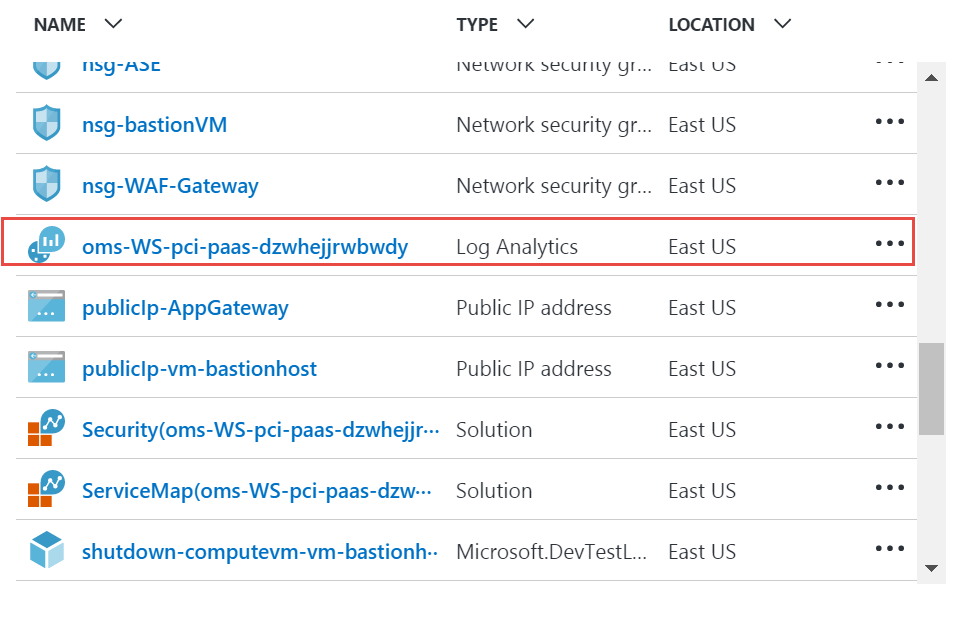 NAME TYPE LOCATION
nsg-ASE Network security gr... East US ...
nsg-bastionVM Network security gr... East US ...
nsg-WAF-Gateway Network security gr... East US ...
oms-WS-pci-paas-dzwhejjrwbwdy Log Analytics East US ...
publicIp-AppGateway Public IP address East US ...
publicIp-vm-bastionhost Public IP address East US ...
Security(oms-WS-pci-paas-dzwhejjr... Solution East US ...
ServiceMap(oms-WS-pci-paas-dzw... Solution East US ...
shutdown-computevm-vm-bastionh.. Microsoft.DevTestL... East US ...